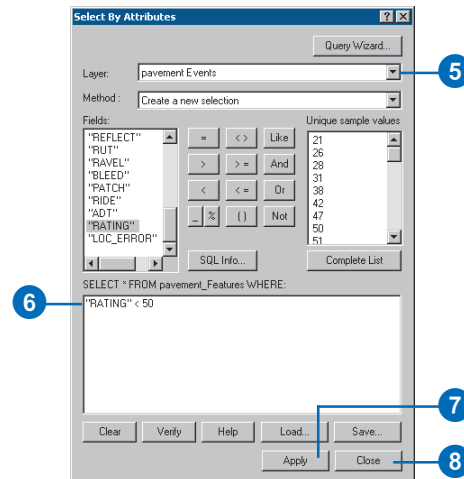 Select By Attributes
Query Wizard...
Layer: pavement Events
5
Method : Create a new selection
Fields:
Unique sample values
"REFLECT"
"RUT"
"RAVEL"
"BLEED"
"PATCH"
"RIDE"
"ADT"
"RATING"
"LOC_ERROR"
= <> Like
> >= And
< <= Or
_ % () Not
21
26
28
31
38
42
47
50
51
SQL Info...
Complete List
SELECT * FROM pavement_Features WHERE:
6
"RATING" < 50
7
Clear Verify Help Load... Save...
Apply Close
8